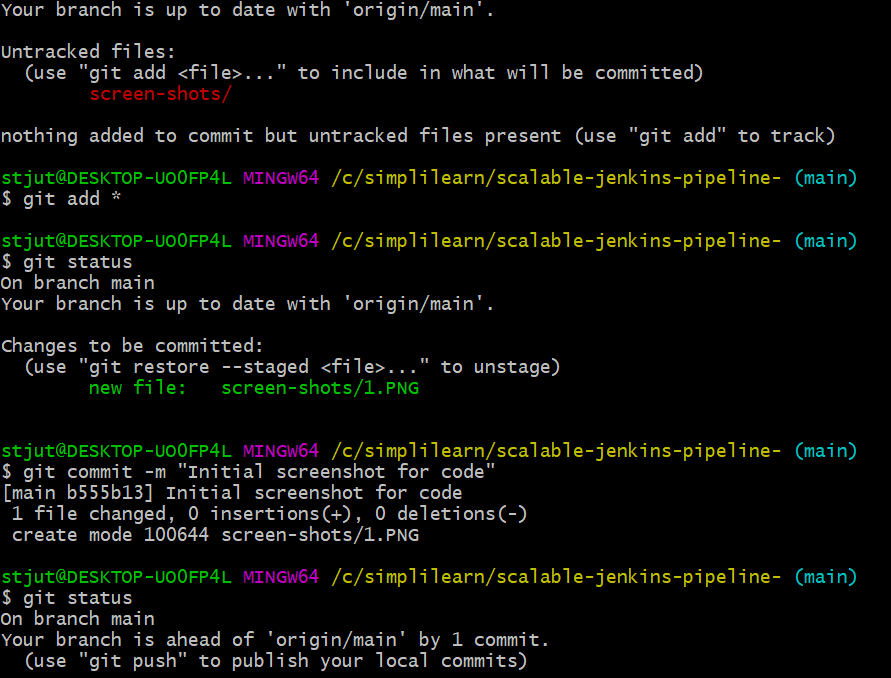 Your branch is up to date with 'origin/main'.
Untracked files:
  (use "git add <file>..." to include in what will be committed)
        screen-shots/
nothing added to commit but untracked files present (use "git add" to track)
stjut@DESKTOP-UO0FP4L MINGW64 /c/simplilearn/scalable-jenkins-pipeline- (main)
$ git add *
stjut@DESKTOP-UO0FP4L MINGW64 /c/simplilearn/scalable-jenkins-pipeline- (main)
$ git status
On branch main
Your branch is up to date with 'origin/main'.
Changes to be committed:
  (use "git restore --staged <file>..." to unstage)
        new file:   screen-shots/1.PNG
stjut@DESKTOP-UO0FP4L MINGW64 /c/simplilearn/scalable-jenkins-pipeline- (main)
$ git commit -m "Initial screenshot for code"
[main b555b13] Initial screenshot for code
 1 file changed, 0 insertions(+), 0 deletions(-)
 create mode 100644 screen-shots/1.PNG
stjut@DESKTOP-UO0FP4L MINGW64 /c/simplilearn/scalable-jenkins-pipeline- (main)
$ git status
On branch main
Your branch is ahead of 'origin/main' by 1 commit.
  (use "git push" to publish your local commits)